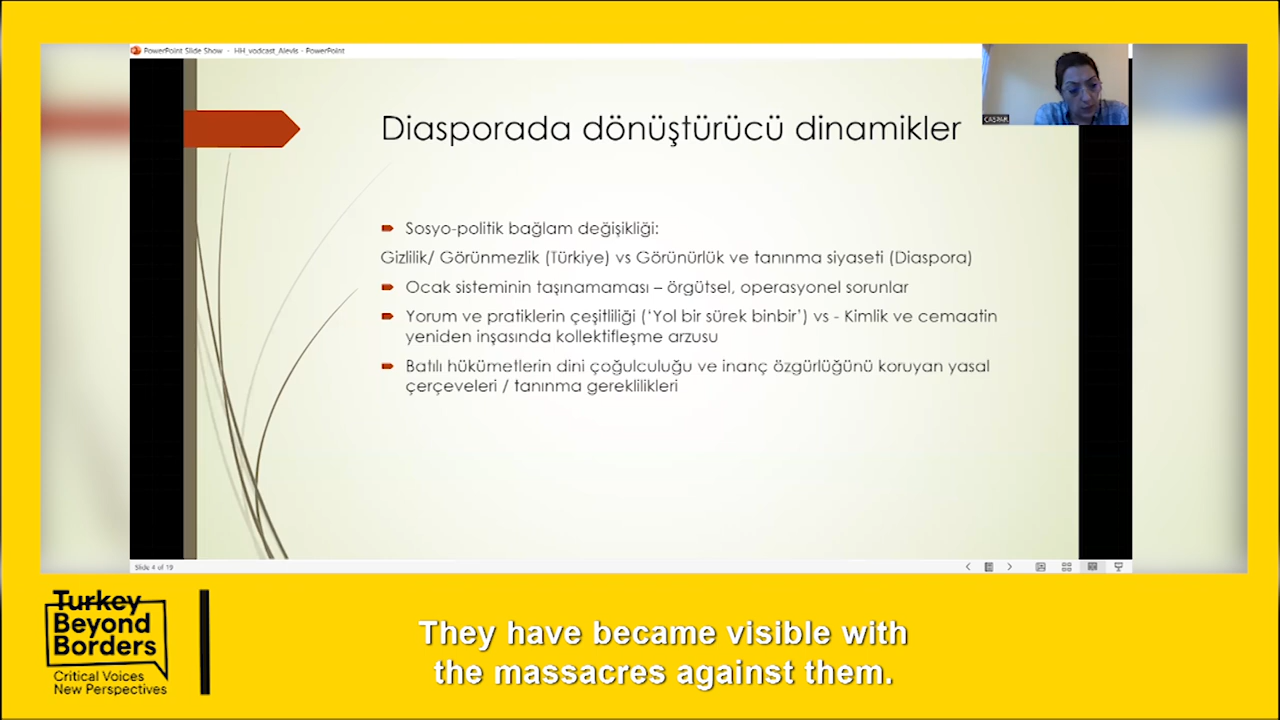 PowerPoint Slide Show - HH_vodcast_Alevis - PowerPoint
CASPAR
Diasporada dönüştürücü dinamikler
Sosyo-politik bağlam değişikliği:
Gizlilik/ Görünmezlik (Türkiye) vs Görünürlük ve tanınma siyaseti (Diaspora)
Ocak sisteminin taşınamaması – örgütsel, operasyonel sorunlar
Yorum ve pratiklerin çeşitliliği (‘Yol bir sürek binbir’) vs - Kimlik ve cemaatin
yeniden inşasında kollektifleşme arzusu
Batılı hükümetlerin dini çoğulculuğu ve inanç özgürlüğünü koruyan yasal
çerçeveleri / tanınma gereklilikleri
Slide 4 of 19
Turkey
Beyond
Borders
Critical Voices
New Perspectives
They have became visible with
the massacres against them.